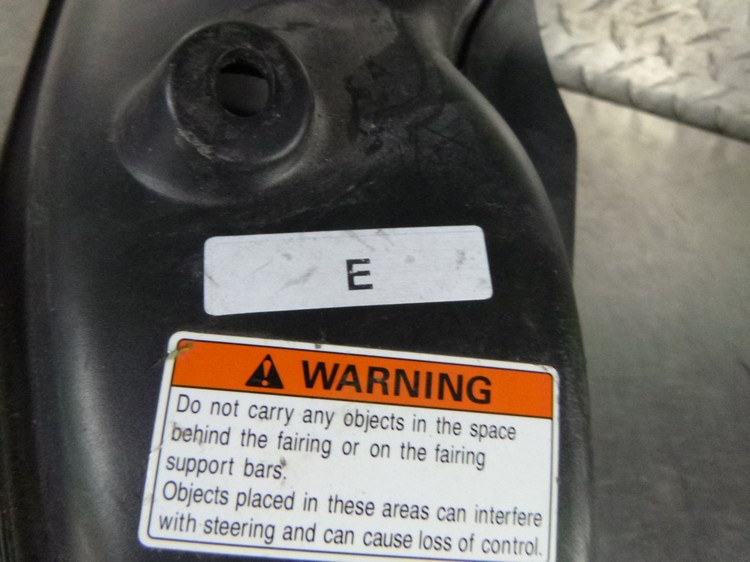 E
WARNING
Do not carry any objects in the space
behind the fairing or on the fairing
support bars.
Objects placed in these areas can interfere
with steering and can cause loss of control.